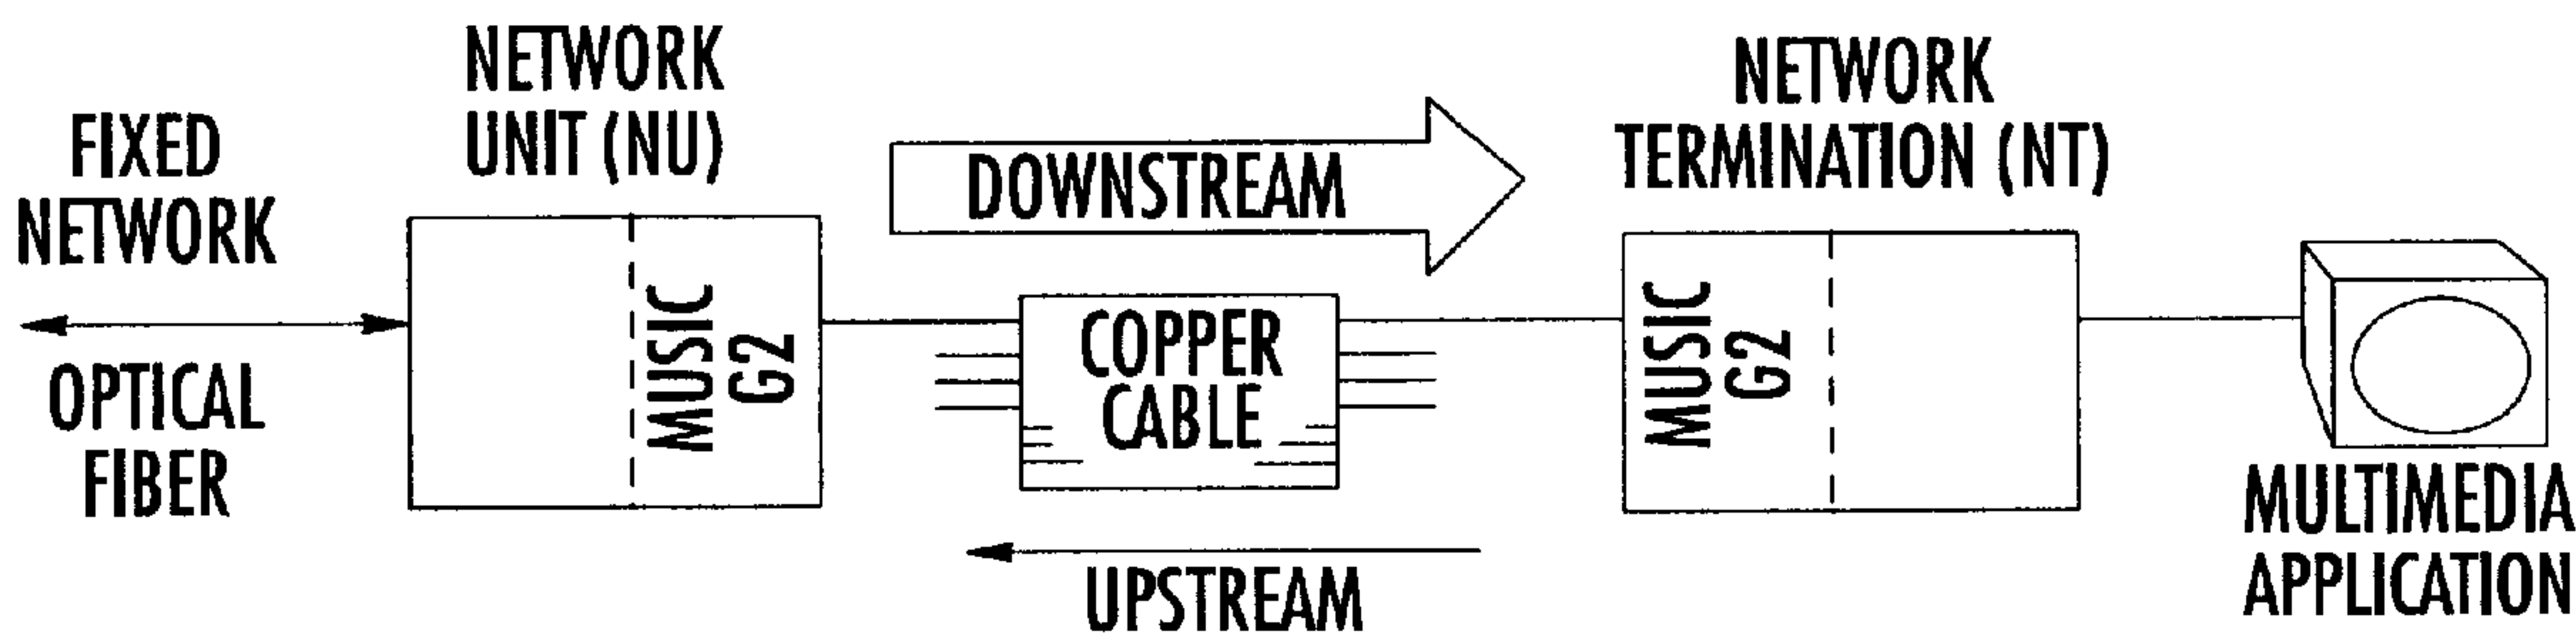 FIXED
NETWORK
OPTICAL
FIBER
NETWORK
UNIT (NU)
MUSIC
G2
DOWNSTREAM
COPPER
CABLE
UPSTREAM
NETWORK
TERMINATION (NT)
MUSIC
G2
MULTIMEDIA
APPLICATION